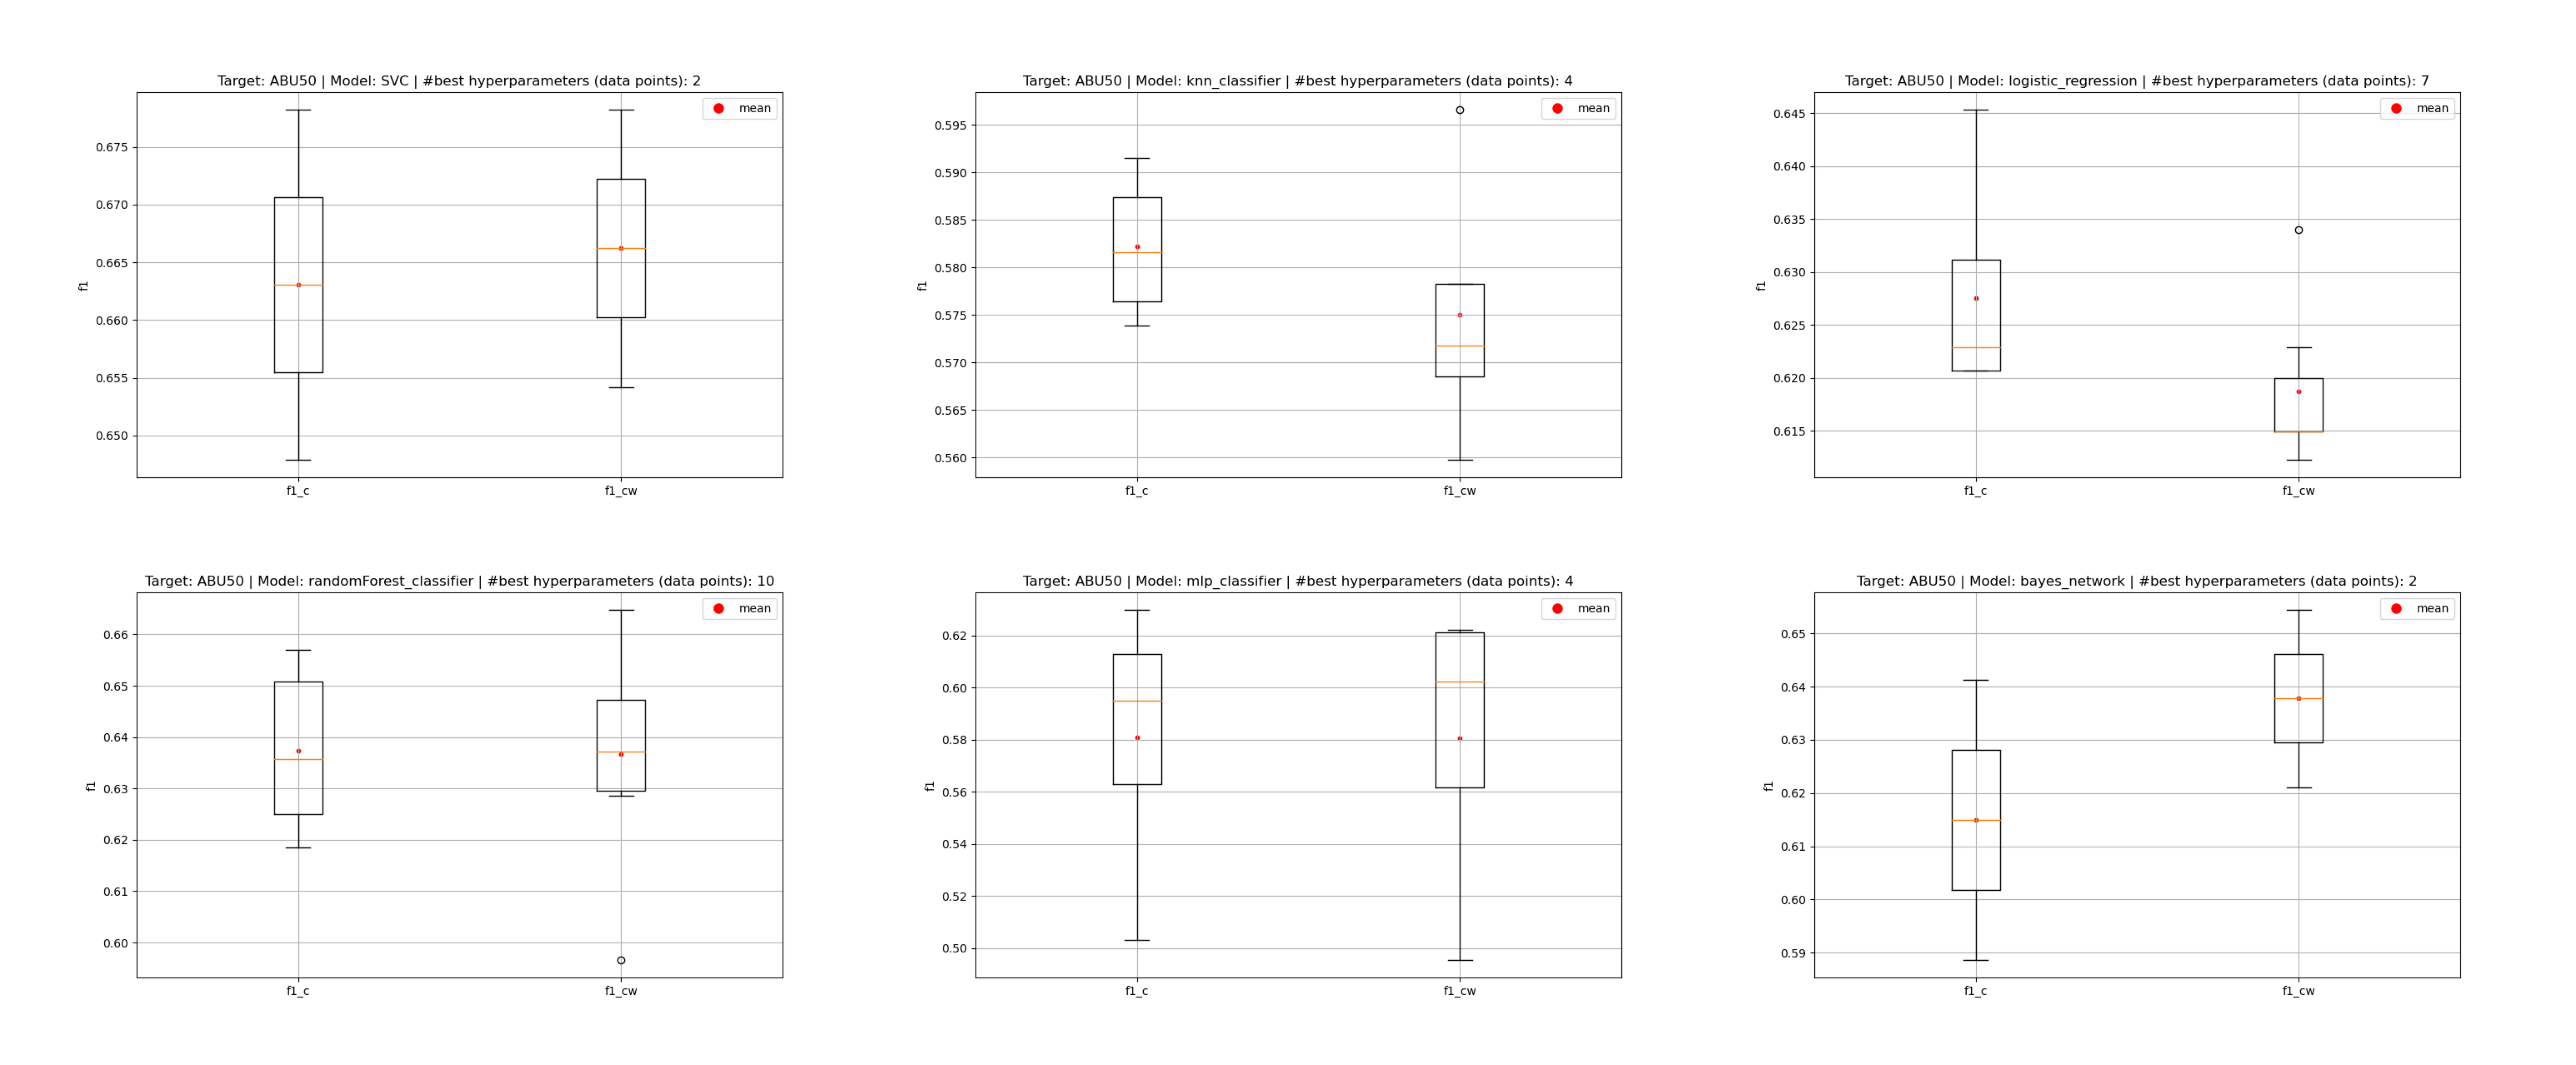 Target: ABU50 | Model: SVC | #best hyperparameters (data points): 2
mean
0.675
0.670
0.665
0.660
0.655
0.650
f1
f1_c
f1_cw
Target: ABU50 | Model: knn_classifier | #best hyperparameters (data points): 4
mean
0.595
0.590
0.585
0.580
0.575
0.570
0.565
0.560
f1
f1_c
f1_cw
Target: ABU50 | Model: logistic_regression | #best hyperparameters (data points): 7
mean
0.645
0.640
0.635
0.630
0.625
0.620
0.615
f1
f1_c
f1_cw
Target: ABU50 | Model: randomForest_classifier | #best hyperparameters (data points): 10
mean
0.66
0.65
0.64
0.63
0.62
0.61
0.60
f1
f1_c
f1_cw
Target: ABU50 | Model: mlp_classifier | #best hyperparameters (data points): 4
mean
0.62
0.60
0.58
0.56
0.54
0.52
0.50
f1
f1_c
f1_cw
Target: ABU50 | Model: bayes_network | #best hyperparameters (data points): 2
mean
0.65
0.64
0.63
0.62
0.61
0.60
0.59
f1
f1_c
f1_cw